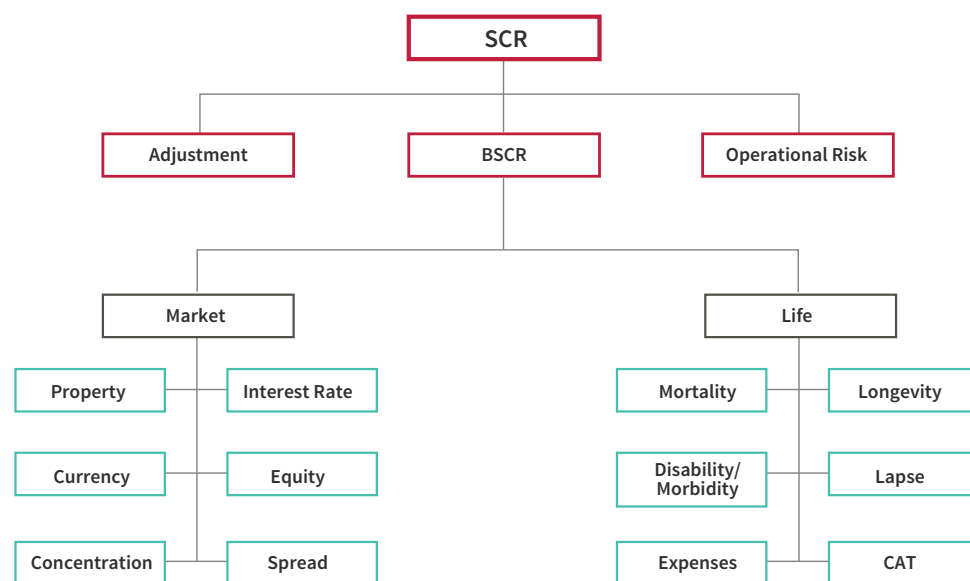 SCR
Adjustment
BSCR
Operational Risk
Market
Life
Property
Interest Rate
Mortality
Longevity
Currency
Equity
Disability/
Morbidity
Lapse
Concentration
Spread
Expenses
CAT